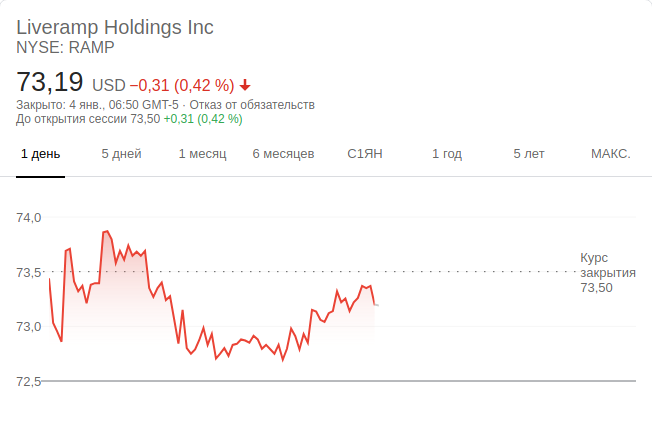 Liveramp Holdings Inc
NYSE: RAMP
73,19 USD −0,31 (0,42 %)
Закрыто: 4 янв., 06:50 GMT-5 · Отказ от обязательств
До открытия сессии 73,50 +0,31 (0,42 %)
1 день 5 дней 1 месяц 6 месяцев С1ЯН 1 год 5 лет МАКС.
74,0
73,5
73,0
72,5
Курс
закрытия
73,50